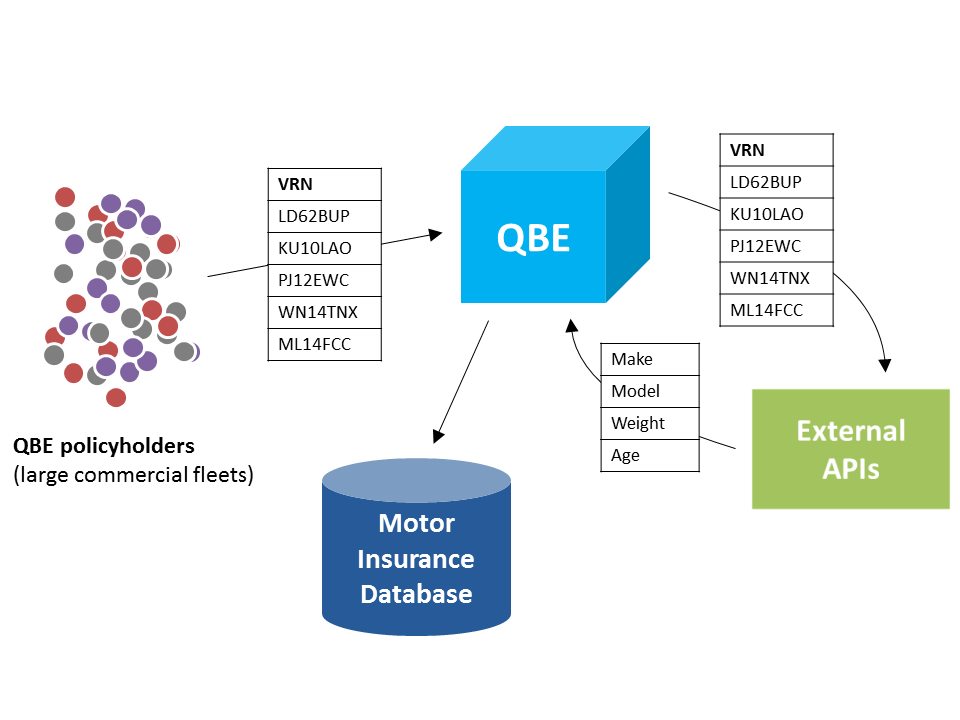 VRN
LD62BUP
KU10LAO
PJ12EWC
WN14TNX
ML14FCC
QBE policyholders
(large commercial fleets)
QBE
VRN
LD62BUP
KU10LAO
PJ12EWC
WN14TNX
ML14FCC
Make
Model
Weight
Age
External
APIs
Motor
Insurance
Database